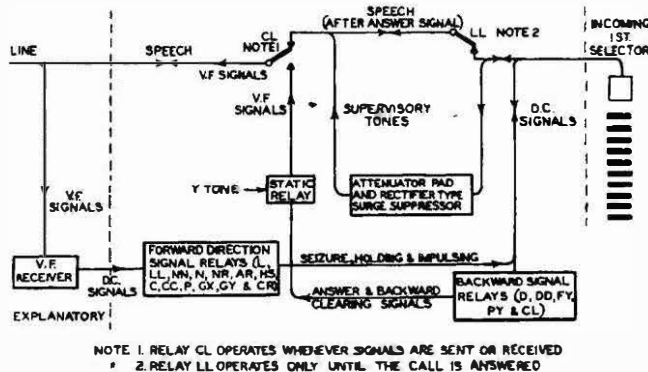 SPEECH
(AFTER ANSWER SIGNAL)
LL NOTE 2
INCOMING
1ST.
SELECTOR
LINE
SPEECH
CL
NOTE 1
V.F SIGNALS
V.F
SIGNALS
SUPERVISORY
TONES
D.C.
SIGNALS
Y TONE
STATIC
RELAY
ATTENUATOR PAD
AND RECTIFIER TYPE
SURGE SUPPRESSOR
V.F.
SIGNALS
V.F.
RECEIVER
D.C.
SIGNALS
FORWARD DIRECTION
SIGNAL RELAYS (L,
LL, NN, N, NR, AR, HS,
C, CC, P, GX, GY & CR)
SEIZURE, HOLDING & IMPULSING
ANSWER & BACKWARD
CLEARING SIGNALS
BACKWARD SIGNAL
RELAYS (D, DD, FY,
PY & CL)
EXPLANATORY
NOTE 1. RELAY CL OPERATES WHENEVER SIGNALS ARE SENT OR RECEIVED
" 2. RELAY LL OPERATES ONLY UNTIL THE CALL IS ANSWERED